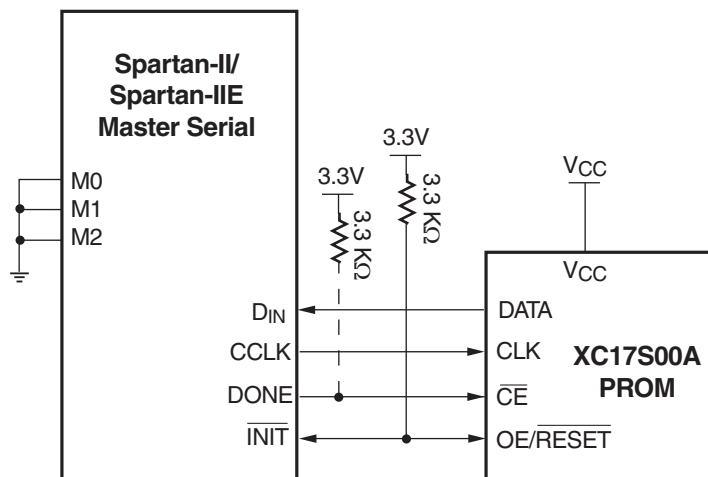 Spartan-II/
Spartan-IIE
Master Serial
3.3V
3.3V
3.3 KΩ
3.3 KΩ
VCC
VCC
M0
M1
M2
DIN
DATA
CCLK
CLK
XC17S00A
PROM
DONE
CE
INIT
OE/RESET